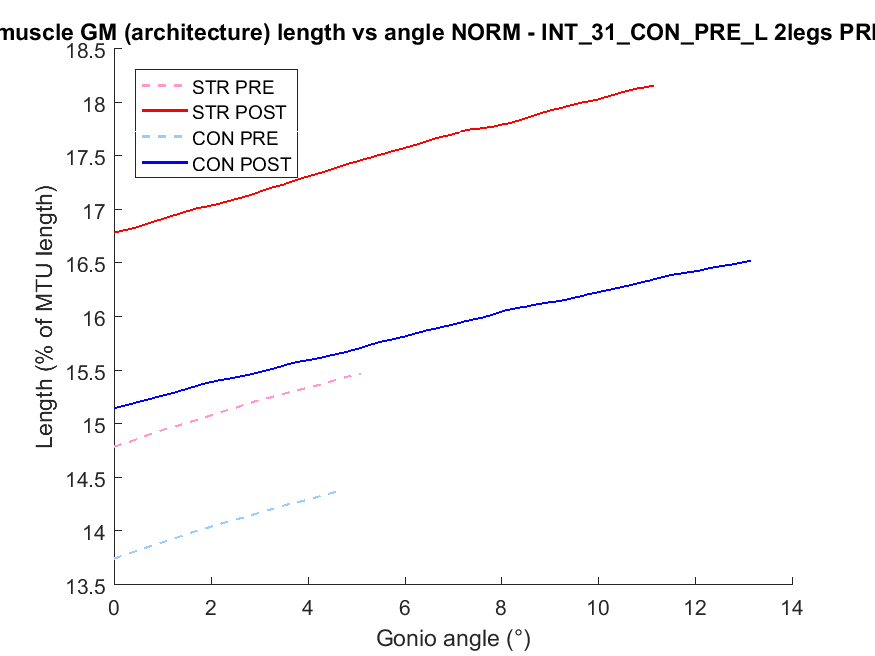 muscle GM (architecture) length vs angle NORM - INT_31_CON_PRE_L 2legs PRE
18.5
18
17.5
17
16.5
16
15.5
15
14.5
14
13.5
Length (% of MTU length)
STR PRE
STR POST
CON PRE
CON POST
0
2
4
6
8
10
12
14
Gonio angle (°)